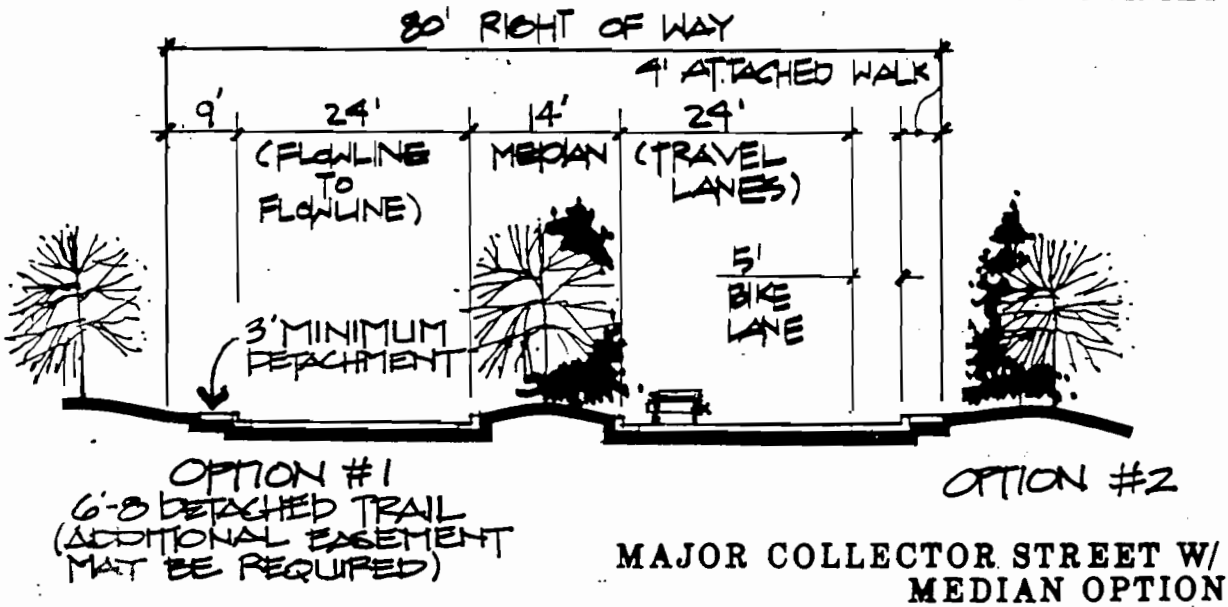 80' RIGHT OF WAY
4' ATTACHED WALK
9'
24'
14'
24'
(FLOWLINE
TO
FLOWLINE)
MEDIAN
(TRAVEL
LANES)
5'
BIKE
LANE
3' MINIMUM
DETACHMENT
OPTION #1
6'-8 DETACHED TRAIL
(ADDITIONAL EASEMENT
MAY BE REQUIRED)
OPTION #2
MAJOR COLLECTOR STREET W/
MEDIAN OPTION